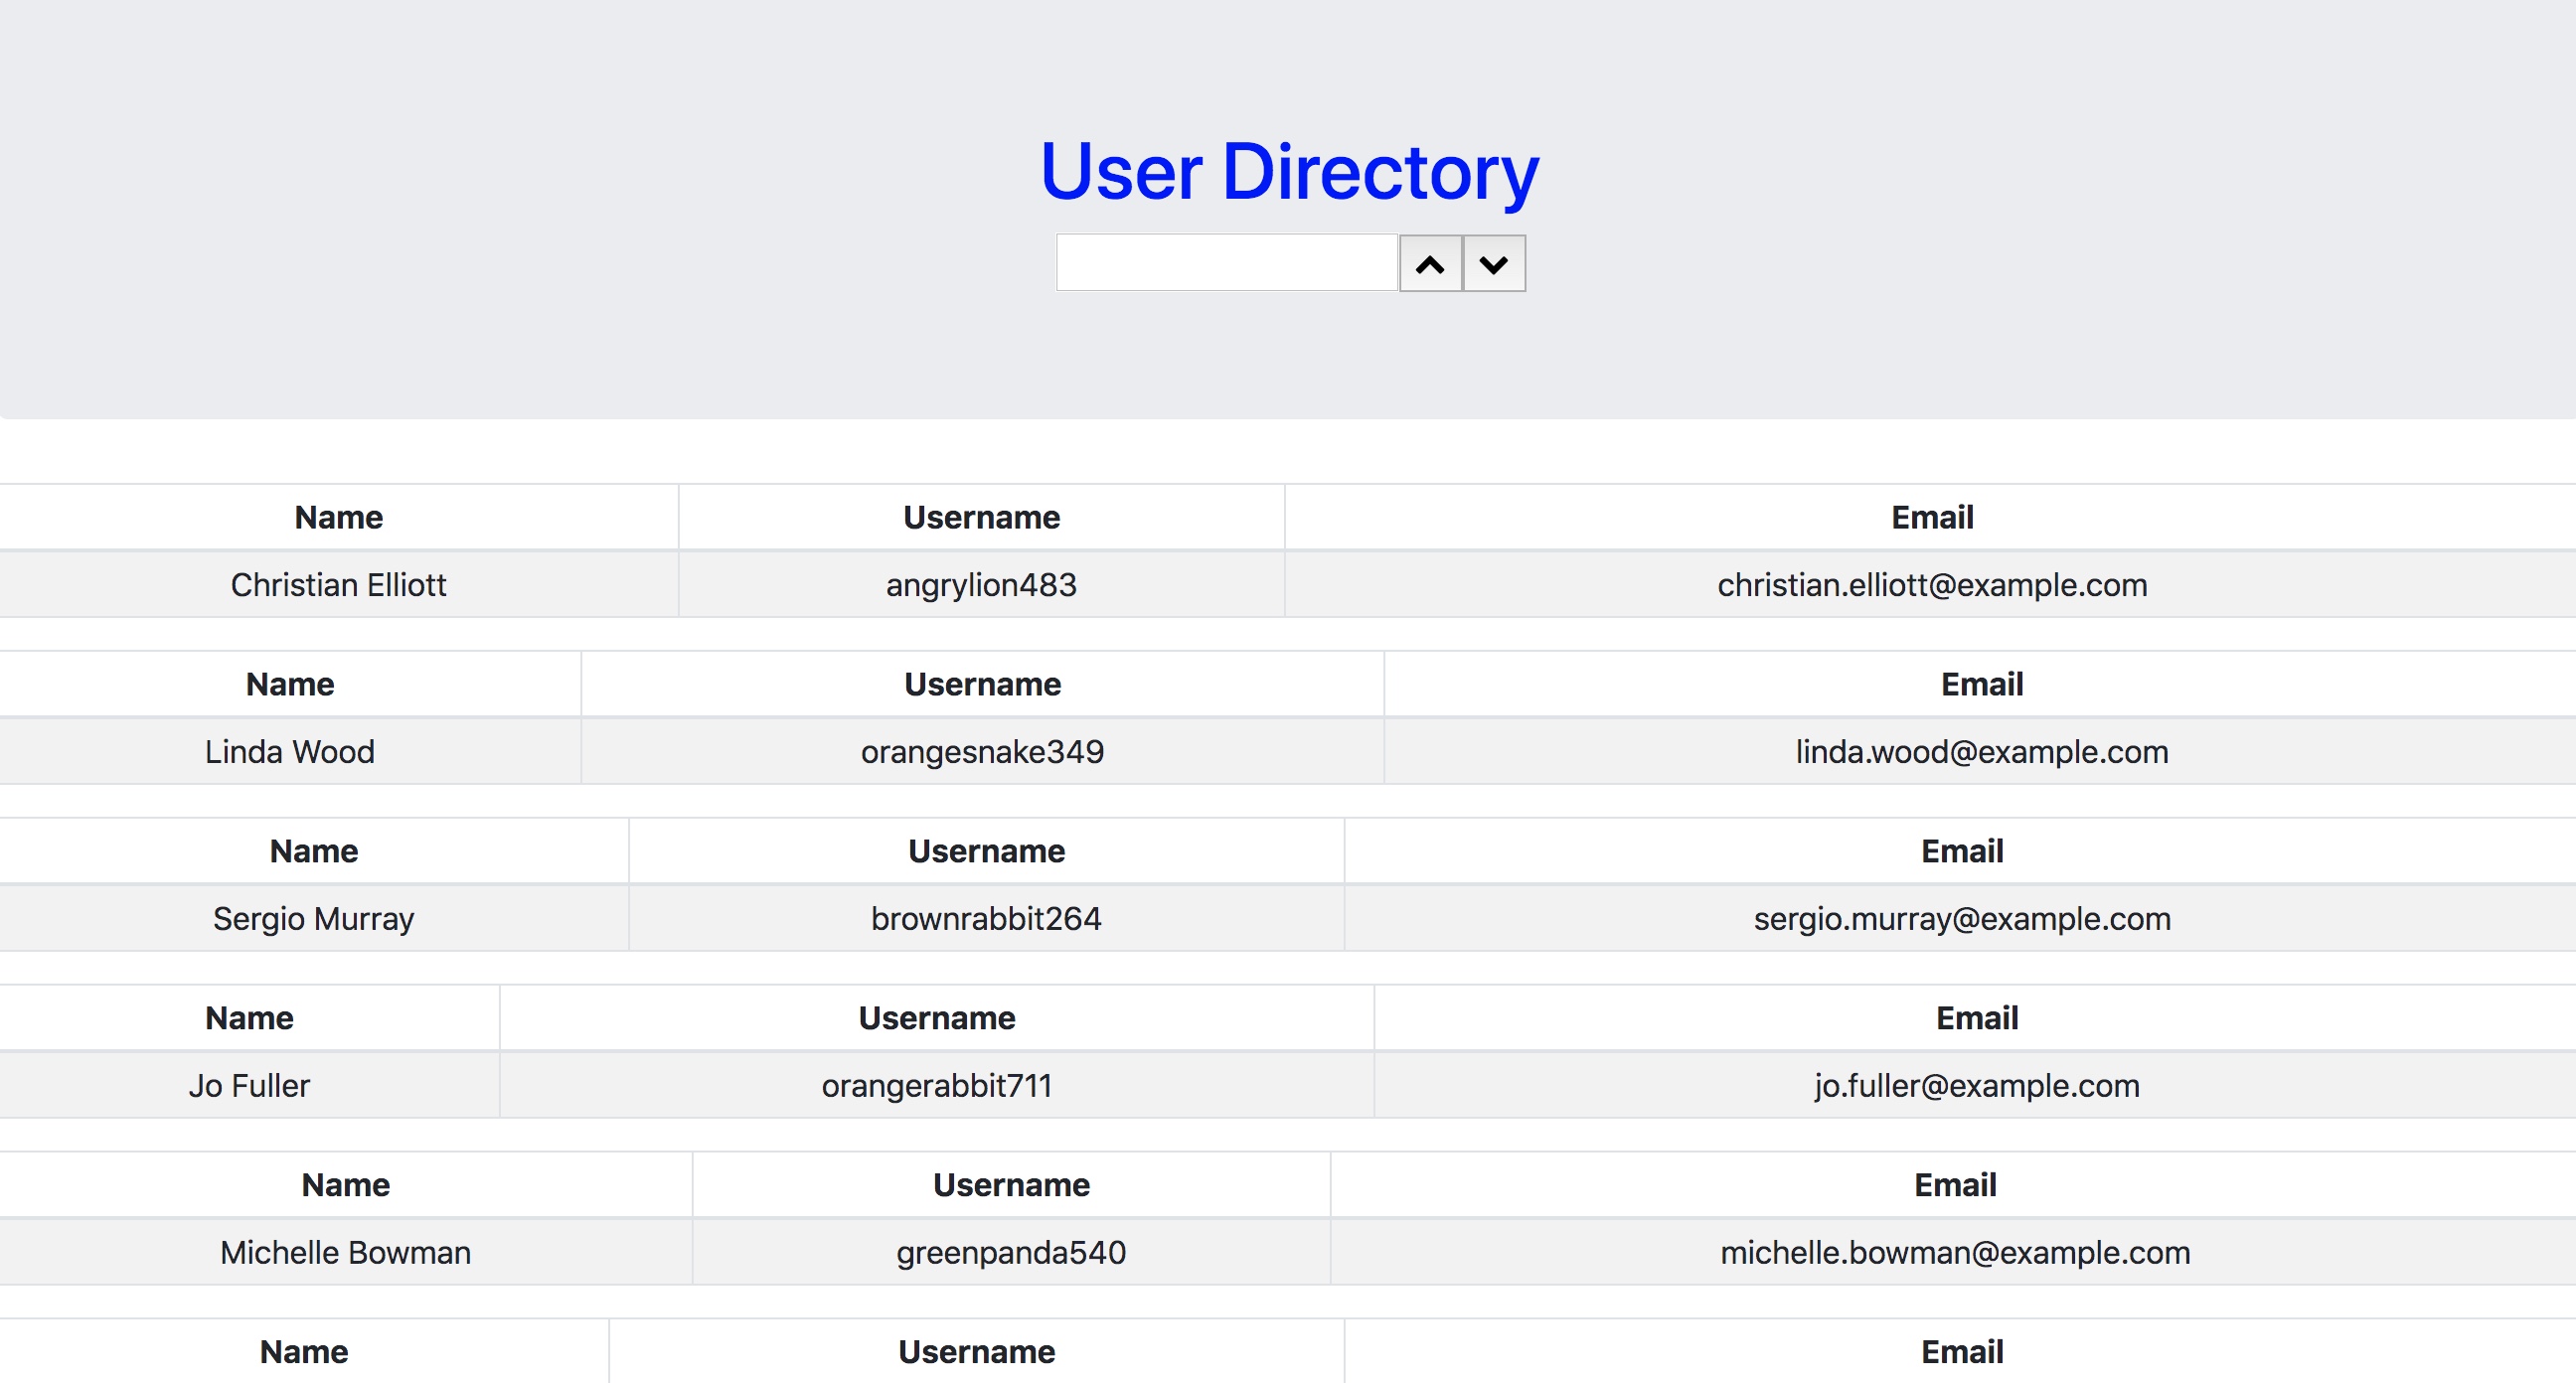 User Directory
Name Username Email
Christian Elliott angrylion483 christian.elliott@example.com
Name Username Email
Linda Wood orangesnake349 linda.wood@example.com
Name Username Email
Sergio Murray brownrabbit264 sergio.murray@example.com
Name Username Email
Jo Fuller orangerabbit711 jo.fuller@example.com
Name Username Email
Michelle Bowman greenpanda540 michelle.bowman@example.com
Name Username Email